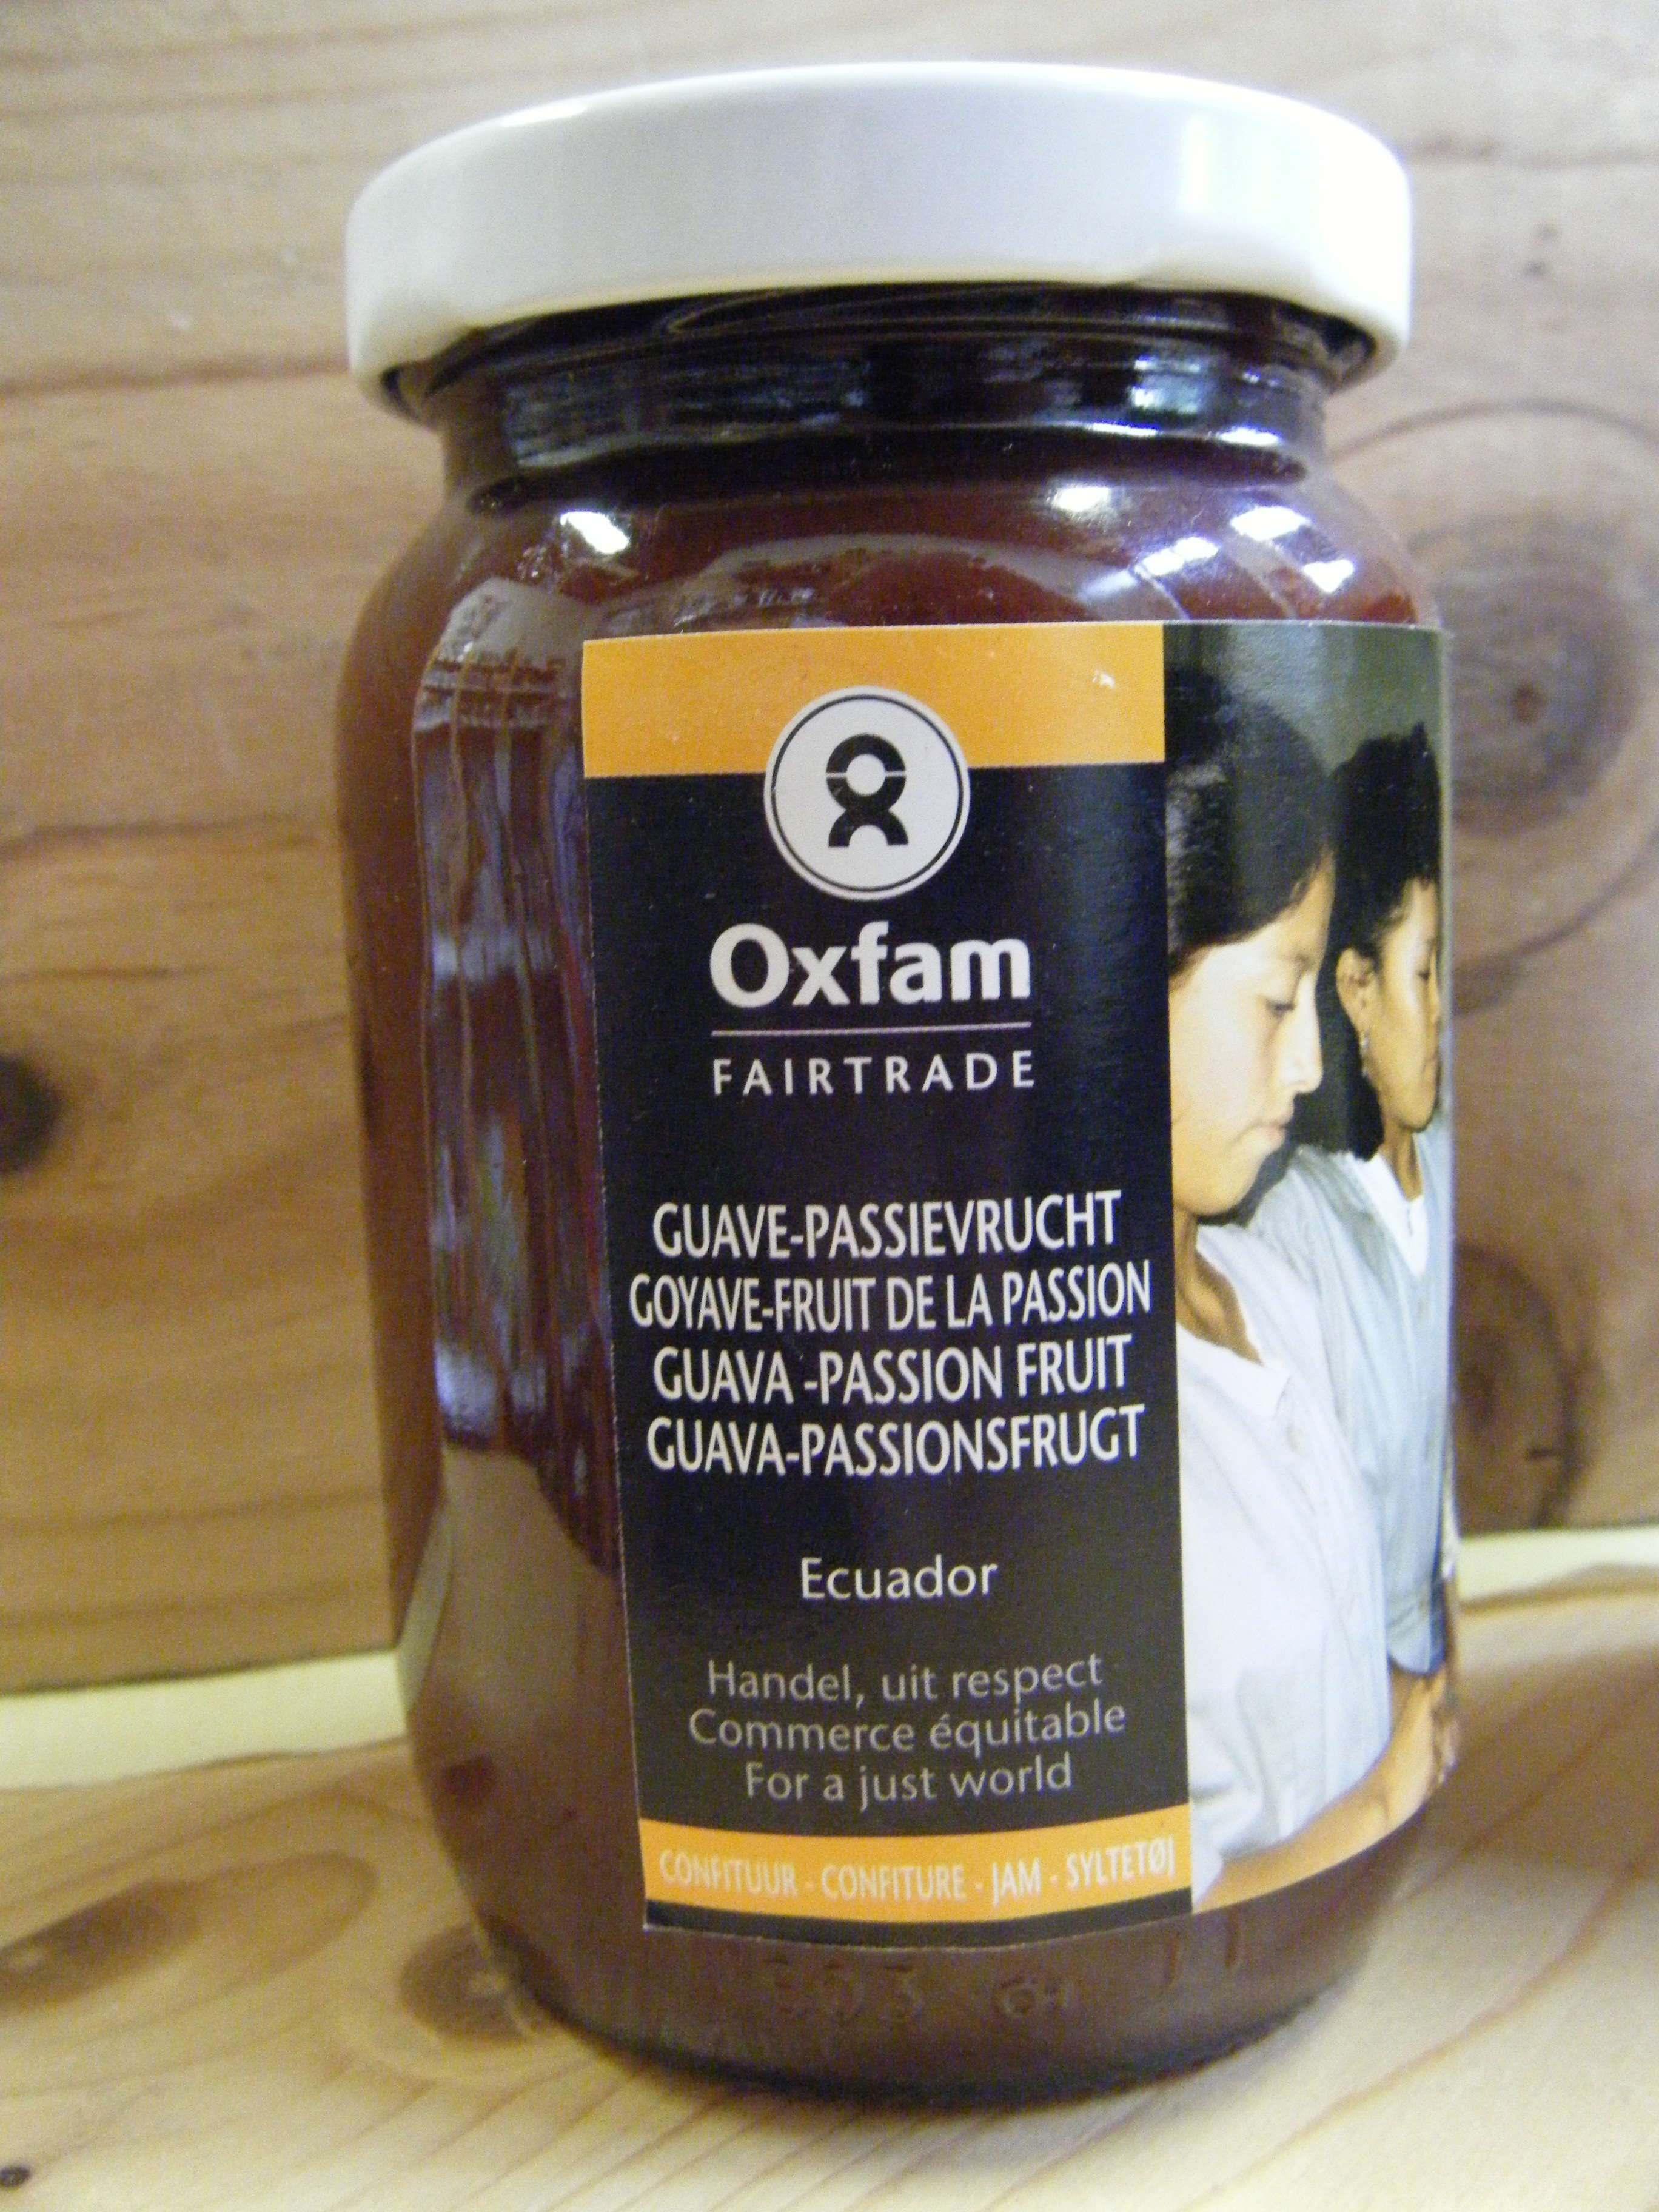 Oxfam
FAIRTRADE
GUAVE-PASSIEVRUCHT
GOYAVE-FRUIT DE LA PASSION
GUAVA -PASSION FRUIT
GUAVA-PASSIONSFRUGT
Ecuador
Handel, uit respect
Commerce équitable
For a just world
CONFITUUR - CONFITURE - JAM - SYLTETØJ